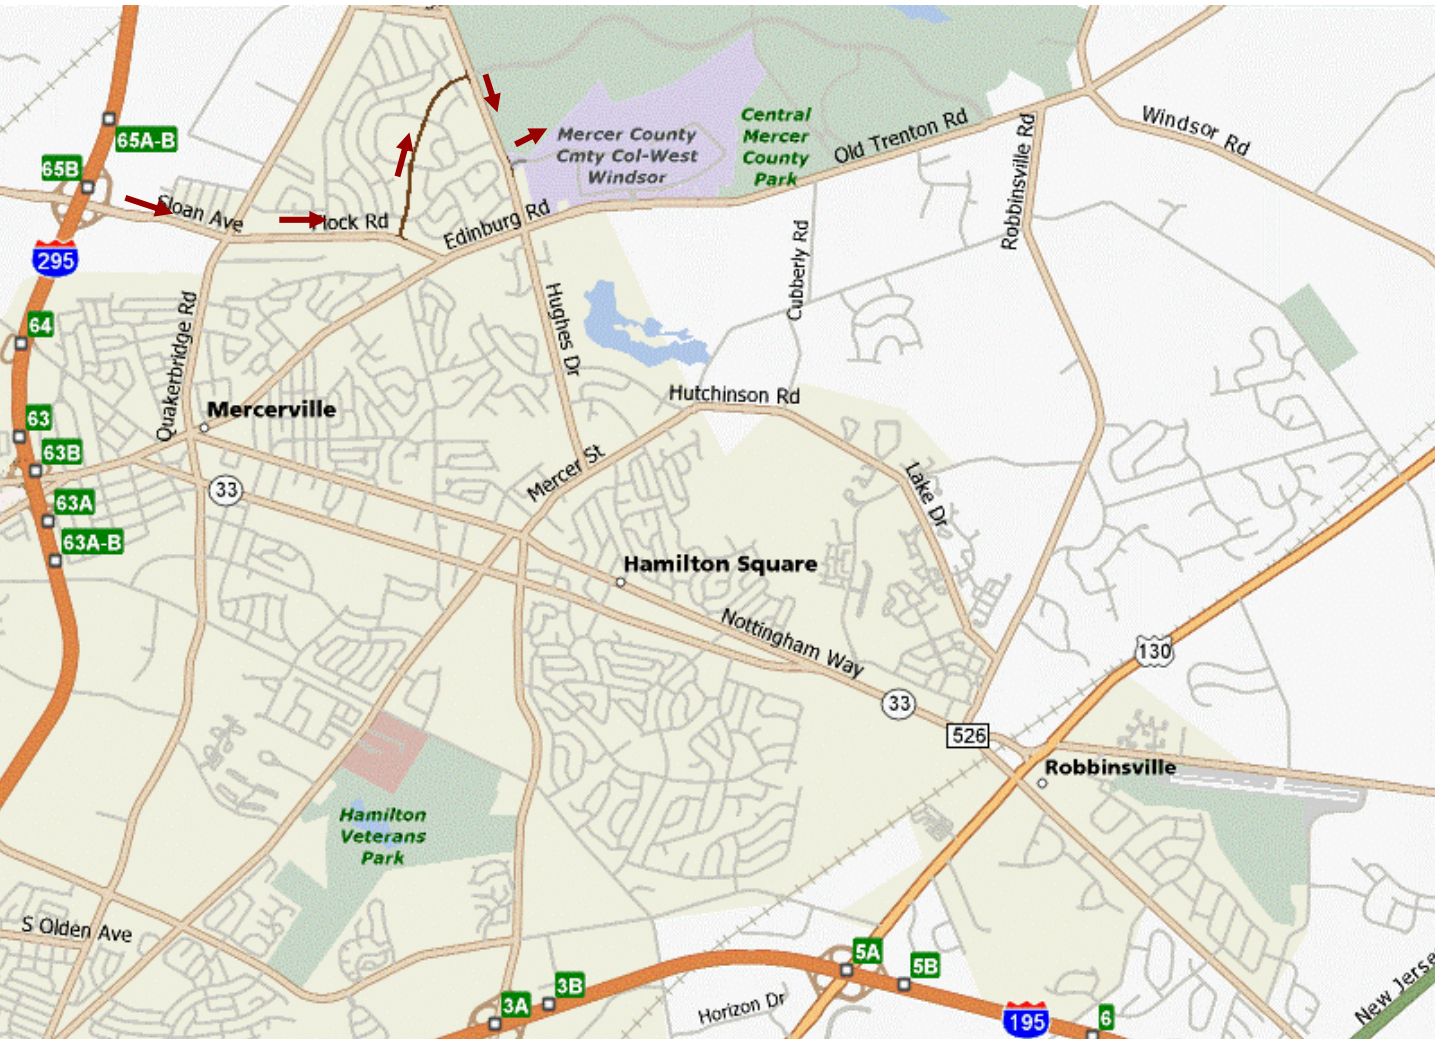 65A-B
65B
Sloan Ave
Flock Rd
Edinburg Rd
Mercer County
Cmty Col-West
Windsor
Central
Mercer
County
Park
Old Trenton Rd
Windsor Rd
Robbinsville Rd
295
64
Quakerbridge Rd
Hughes Dr
Cubberly Rd
63
Mercerville
Hutchinson Rd
63B
63A
33
Mercer St
Lake Dr
63A-B
Hamilton Square
Nottingham Way
130
33
526
Robbinsville
Hamilton
Veterans
Park
S Olden Ave
5A
5B
3B
3A
Horizon Dr
195
6
New Jerse